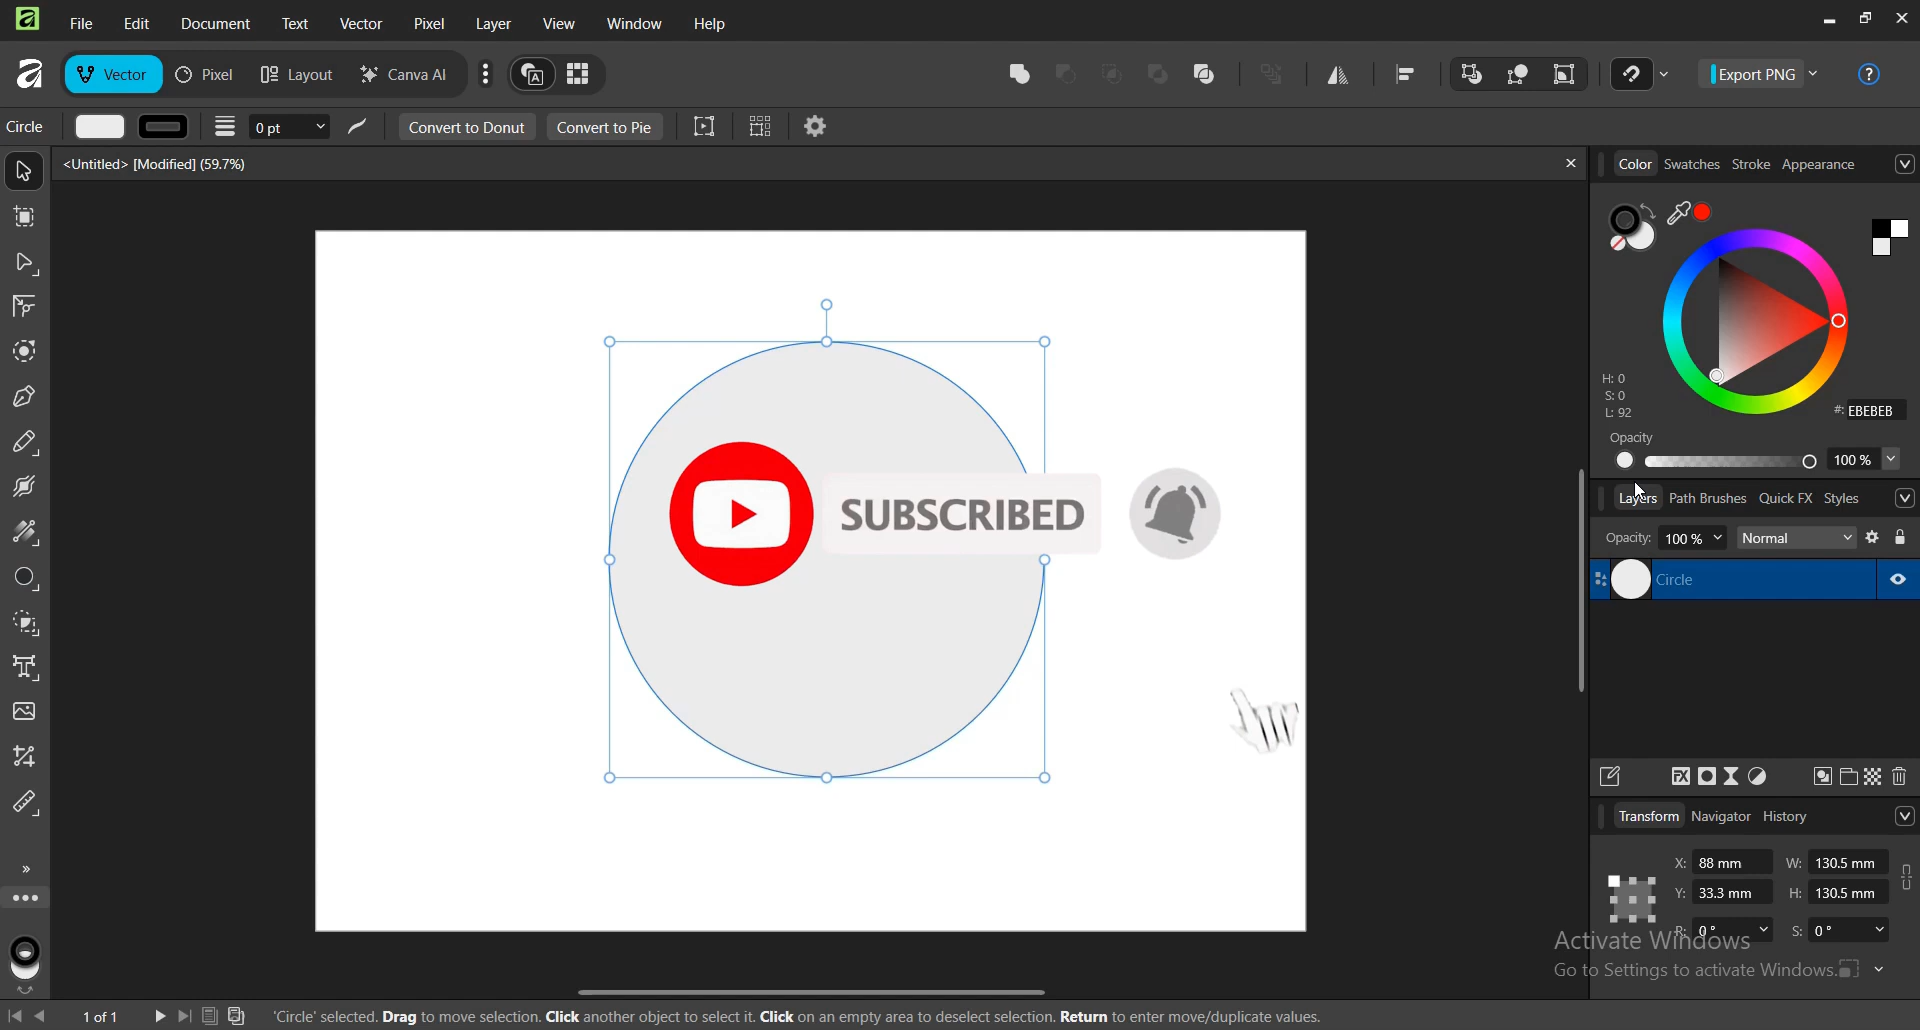 File Edit Document Text Vector Pixel Layer View Window Help
Vector Pixel Layout Canva AI A Export PNG ?
Circle 0 pt Convert to Donut Convert to Pie
<Untitled> [Modified] (59.7%)
Color Swatches Stroke Appearance
H: 0
S: 0
L: 92
#: EBEBEB
Opacity
100 %
Layers Path Brushes Quick FX Styles
Opacity: 100 % Normal
Circle
SUBSCRIBED
FX
Transform Navigator History
X: 88 mm W: 130.5 mm
Y: 33.3 mm H: 130.5 mm
R: 0 ° S: 0 °
Activate Windows
Go to Settings to activate Windows.
1 of 1 'Circle' selected. Drag to move selection. Click another object to select it. Click on an empty area to deselect selection. Return to enter move/duplicate values.